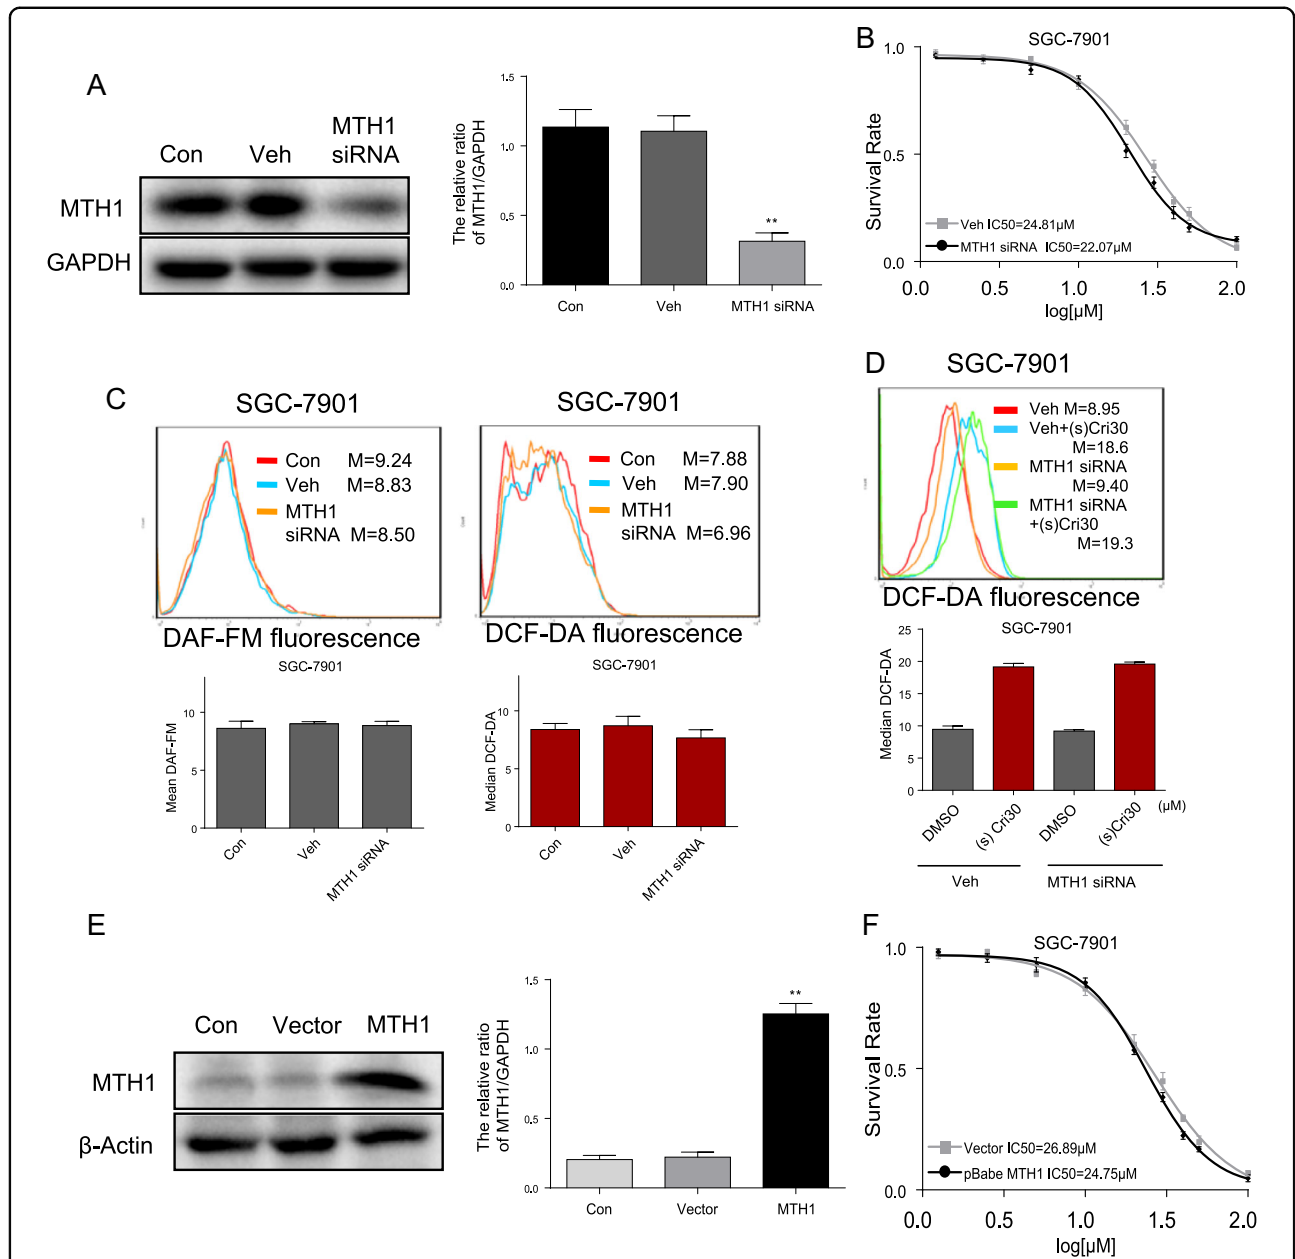 A
Con
Veh
MTH1
siRNA
MTH1
GAPDH
The relative ratio
of MTH1/GAPDH
1.5
1.0
0.5
0.0
**
Con
Veh
MTH1 siRNA
B
SGC-7901
Survival Rate
1.0
0.5
0.0
Veh IC50=24.81μM
MTH1 siRNA IC50=22.07μM
0.0 0.5 1.0 1.5 2.0
log[μM]
C
SGC-7901
Con M=9.24
Veh M=8.83
MTH1
siRNA M=8.50
DAF-FM fluorescence
SGC-7901
Mean DAF-FM
10
5
0
Con
Veh
MTH1 siRNA
SGC-7901
Con M=7.88
Veh M=7.90
MTH1
siRNA M=6.96
DCF-DA fluorescence
SGC-7901
Median DCF-DA
10
5
0
Con
Veh
MTH1 siRNA
D
SGC-7901
Veh M=8.95
Veh+(s)Cri30
M=18.6
MTH1 siRNA
M=9.40
MTH1 siRNA
+(s)Cri30
M=19.3
DCF-DA fluorescence
SGC-7901
Median DCF-DA
25
20
15
10
5
0
DMSO
(s) Cri30
DMSO
(s)Cri30
(μM)
Veh
MTH1 siRNA
E
Con
Vector
MTH1
MTH1
β-Actin
The relative ratio
of MTH1/GAPDH
1.5
1.0
0.5
0.0
**
Con
Vector
MTH1
F
SGC-7901
Survival Rate
1.0
0.5
0.0
Vector IC50=26.89μM
pBabe MTH1 IC50=24.75μM
0.0 0.5 1.0 1.5 2.0
log[μM]